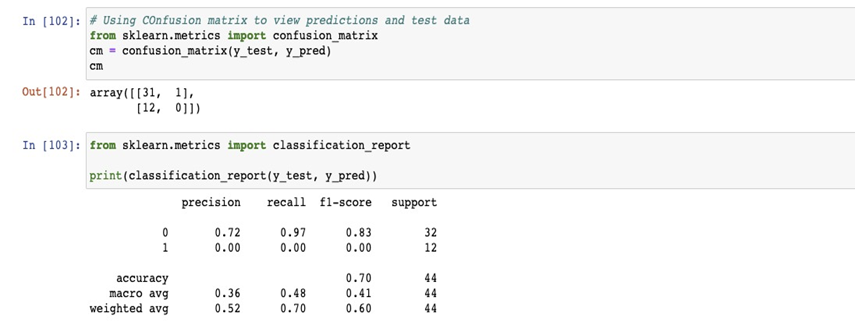 In [102]: # Using COnfusion matrix to view predictions and test data
from sklearn.metrics import confusion_matrix
cm = confusion_matrix(y_test, y_pred)
cm
Out[102]: array([[31, 1],
[12, 0]])
In [103]: from sklearn.metrics import classification_report
print(classification_report(y_test, y_pred))
precision recall f1-score support
0 0.72 0.97 0.83 32
1 0.00 0.00 0.00 12
accuracy 0.70 44
macro avg 0.36 0.48 0.41 44
weighted avg 0.52 0.70 0.60 44